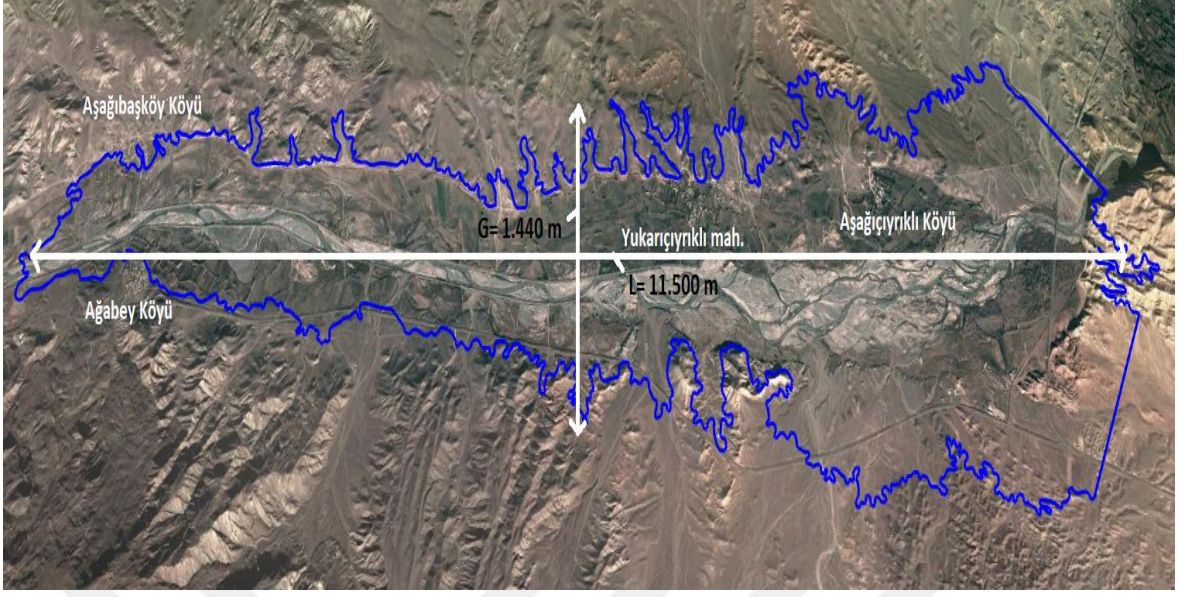 Aşağıbaşköy Köyü
G= 1.440 m
Yukarıçıyrıklı mah.
Aşağıçıyrıklı Köyü
L= 11.500 m
Ağabey Köyü